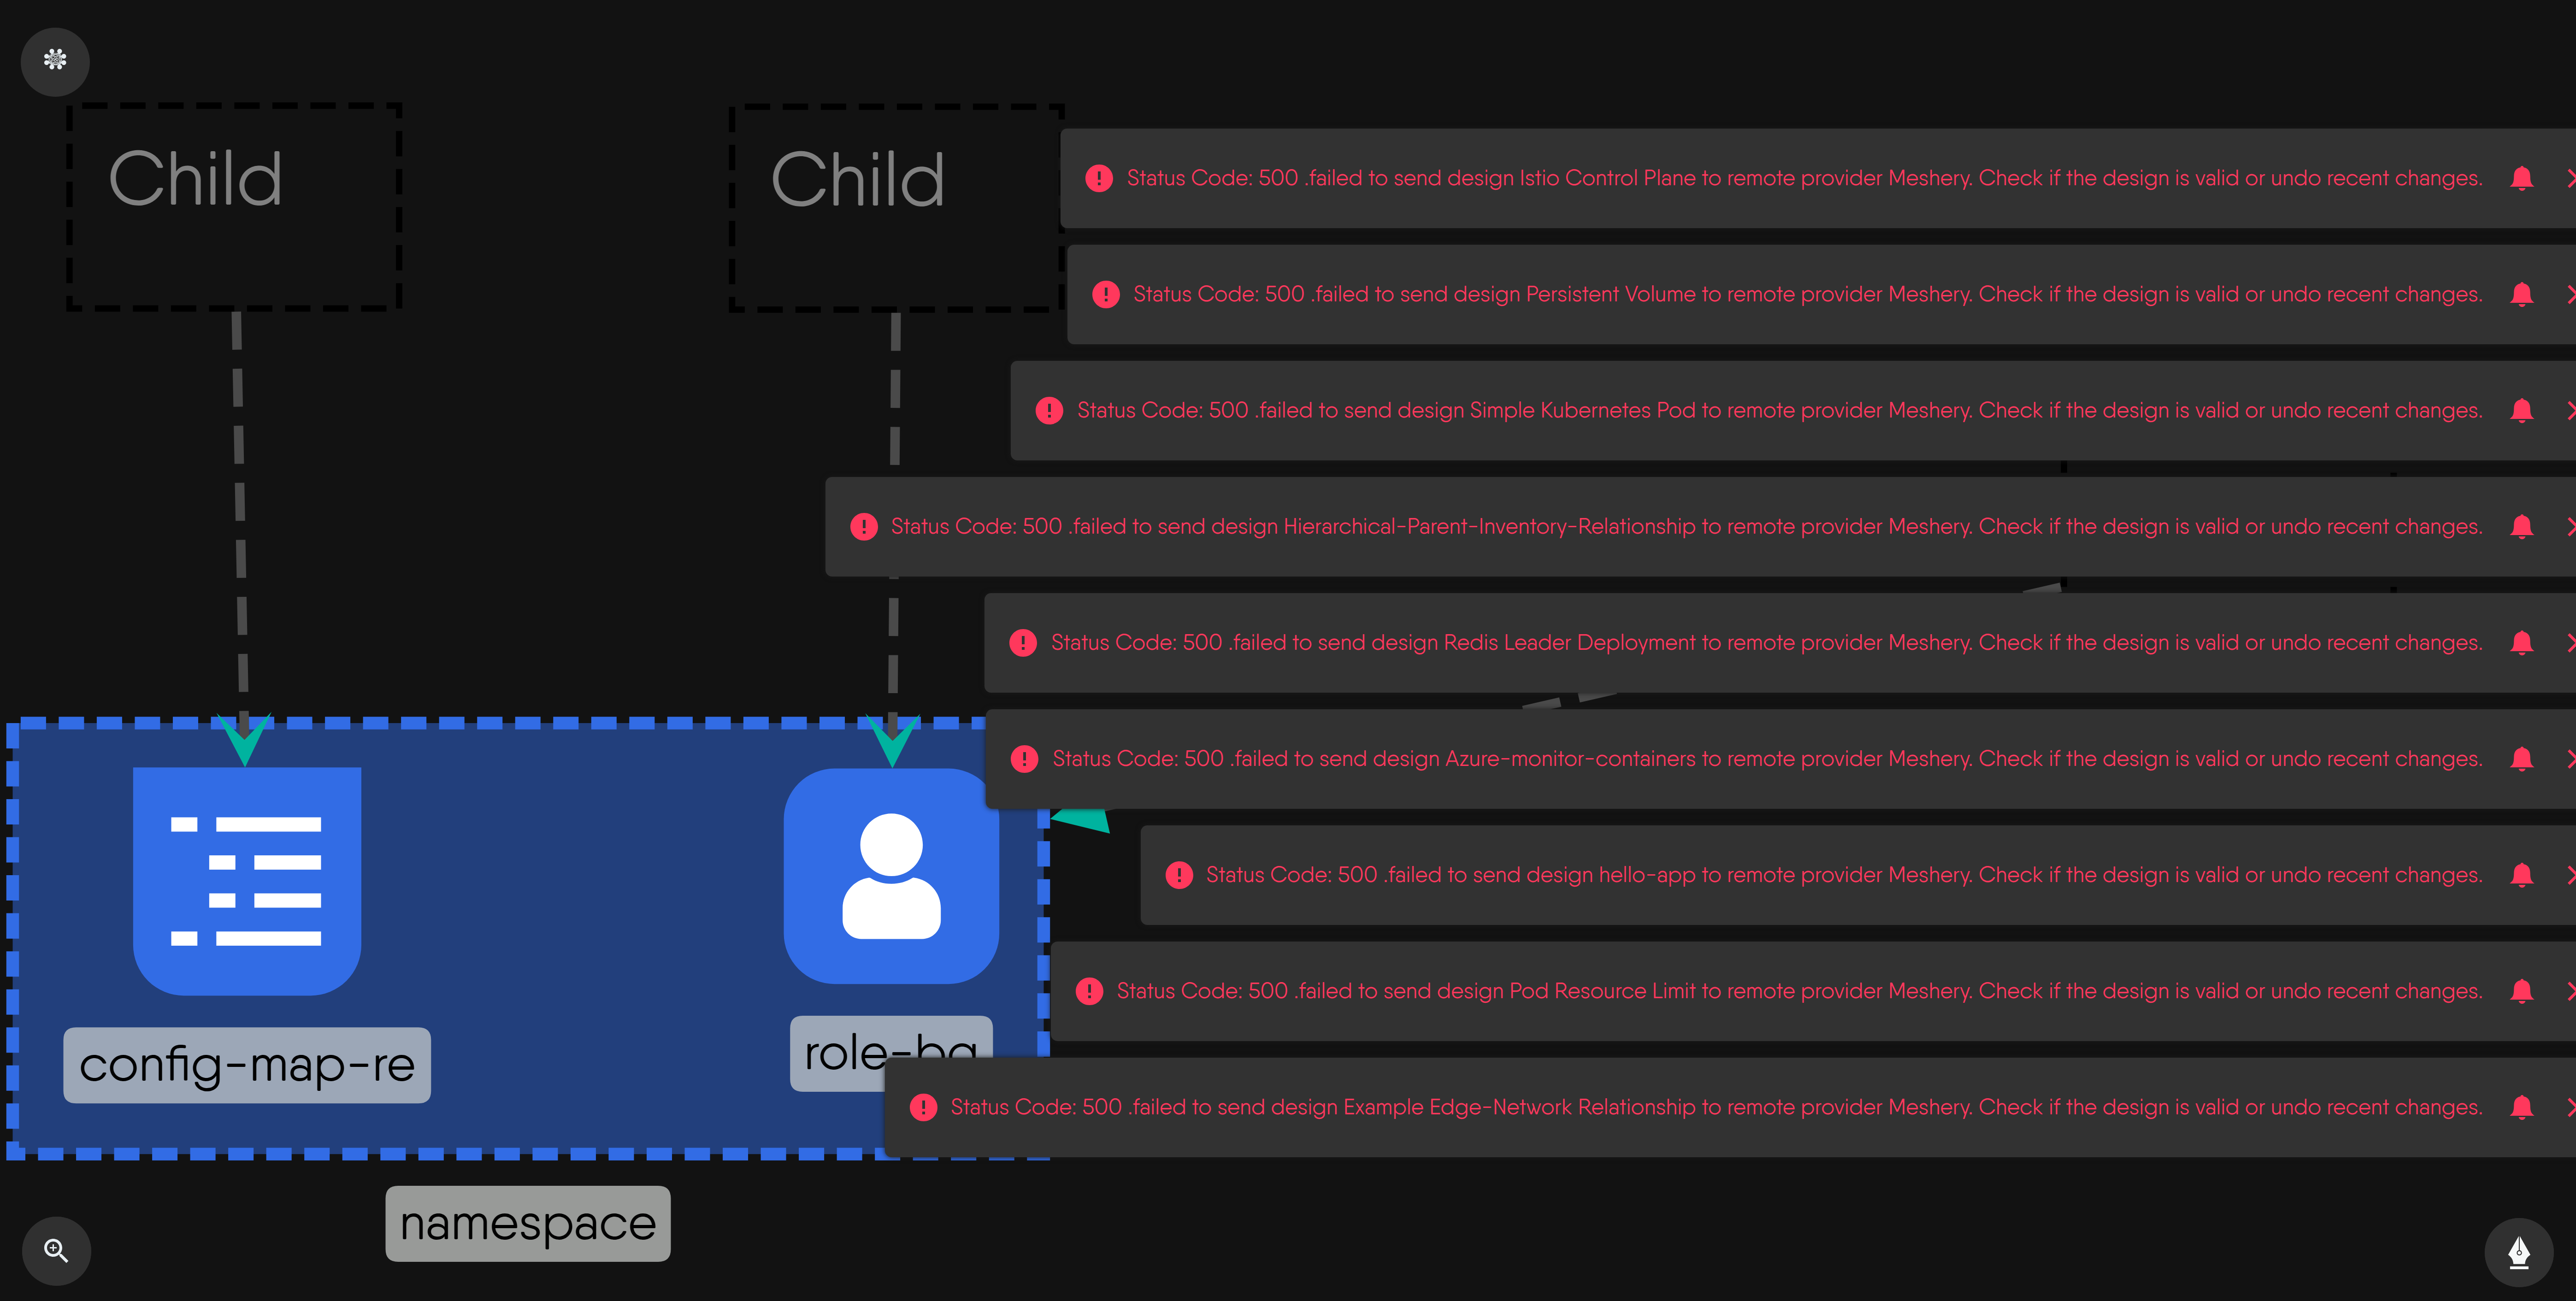 Child
Child
Status Code: 500 .failed to send design Istio Control Plane to remote provider Meshery. Check if the design is valid or undo recent changes.
Status Code: 500 .failed to send design Persistent Volume to remote provider Meshery. Check if the design is valid or undo recent changes.
Status Code: 500 .failed to send design Simple Kubernetes Pod to remote provider Meshery. Check if the design is valid or undo recent changes.
Status Code: 500 .failed to send design Hierarchical-Parent-Inventory-Relationship to remote provider Meshery. Check if the design is valid or undo recent changes.
Status Code: 500 .failed to send design Redis Leader Deployment to remote provider Meshery. Check if the design is valid or undo recent changes.
Status Code: 500 .failed to send design Azure-monitor-containers to remote provider Meshery. Check if the design is valid or undo recent changes.
Status Code: 500 .failed to send design hello-app to remote provider Meshery. Check if the design is valid or undo recent changes.
Status Code: 500 .failed to send design Pod Resource Limit to remote provider Meshery. Check if the design is valid or undo recent changes.
config-map-re
Status Code: 500 .failed to send design Example Edge-Network Relationship to remote provider Meshery. Check if the design is valid or undo recent changes.
namespace